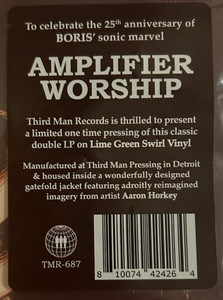 To celebrate the 25th anniversary of
BORIS' sonic marvel
AMPLIFIER
WORSHIP
Third Man Records is thrilled to present
a limited one time pressing of this classic
double LP on Lime Green Swirl Vinyl
Manufactured at Third Man Pressing in Detroit
& housed inside a wonderfully designed
gatefold jacket featuring adroitly reimagined
imagery from artist Aaron Horkey
TMR-687
8 10074 42426 4